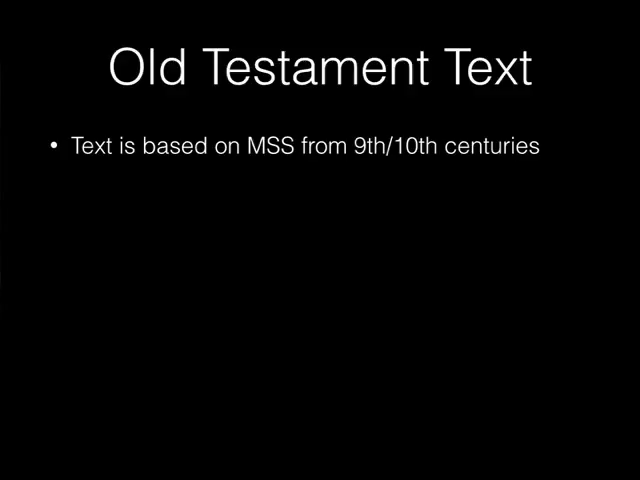 Old Testament Text
• Text is based on MSS from 9th/10th centuries